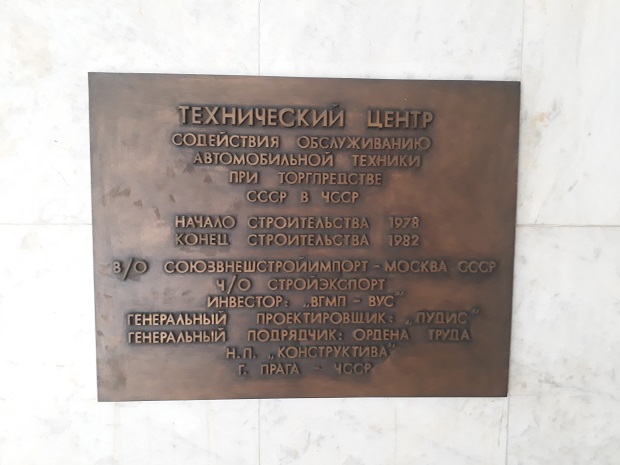 ТЕХНИЧЕСКИЙ ЦЕНТР
СОДЕЙСТВИЯ ОБСЛУЖИВАНИЮ
АВТОМОБИЛЬНОЙ ТЕХНИКИ
ПРИ ТОРГПРЕДСТВЕ
СССР В ЧССР
НАЧАЛО СТРОИТЕЛЬСТВА 1978
КОНЕЦ СТРОИТЕЛЬСТВА 1982
В/О СОЮЗВНЕШСТРОЙИМПОРТ – МОСКВА СССР
Ч/О СТРОЙЭКСПОРТ
ИНВЕСТОР: „ВГМП – ВУС"
ГЕНЕРАЛЬНЫЙ ПРОЕКТИРОВЩИК: „ПУДИС"
ГЕНЕРАЛЬНЫЙ ПОДРЯДЧИК: ОРДЕНА ТРУДА
Н.П. „КОНСТРУКТИВА"
Г. ПРАГА – ЧССР